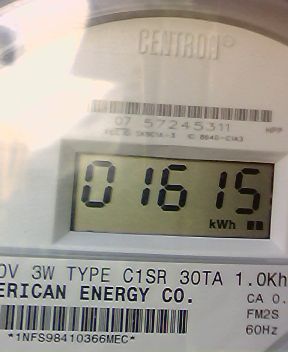 CENTRON®
07 57245311 HPP
01615
kWh
0V 3W TYPE C1SR 30TA 1.0Kh
ERICAN ENERGY CO.
CA 0.
FM2S
60Hz
*1NFS98410366MEC*